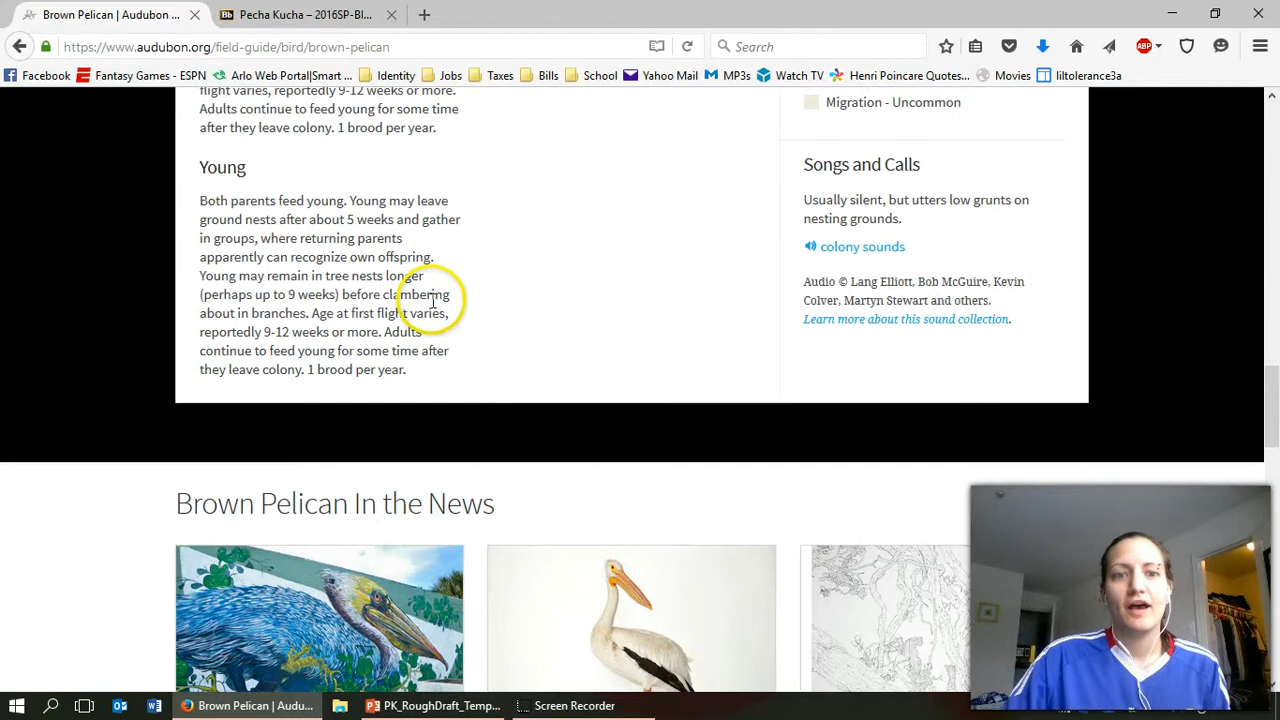 Brown Pelican | Audubon ...
Pecha Kucha – 2016SP-Bl...
https://www.audubon.org/field-guide/bird/brown-pelican
Search
ABP
Facebook
Fantasy Games - ESPN
Arlo Web Portal|Smart ...
Identity
Jobs
Taxes
Bills
School
Yahoo Mail
MP3s
Watch TV
Henri Poincare Quotes...
Movies
liltolerance3a
flight varies, reportedly 9-12 weeks or more.
Adults continue to feed young for some time
after they leave colony. 1 brood per year.
Young
Both parents feed young. Young may leave
ground nests after about 5 weeks and gather
in groups, where returning parents
apparently can recognize own offspring.
Young may remain in tree nests longer
(perhaps up to 9 weeks) before clambering
about in branches. Age at first flight varies,
reportedly 9-12 weeks or more. Adults
continue to feed young for some time after
they leave colony. 1 brood per year.
Migration - Uncommon
Songs and Calls
Usually silent, but utters low grunts on
nesting grounds.
colony sounds
Audio © Lang Elliott, Bob McGuire, Kevin
Colver, Martyn Stewart and others.
Learn more about this sound collection.
Brown Pelican In the News
Brown Pelican | Audu...
PK_RoughDraft_Temp...
Screen Recorder